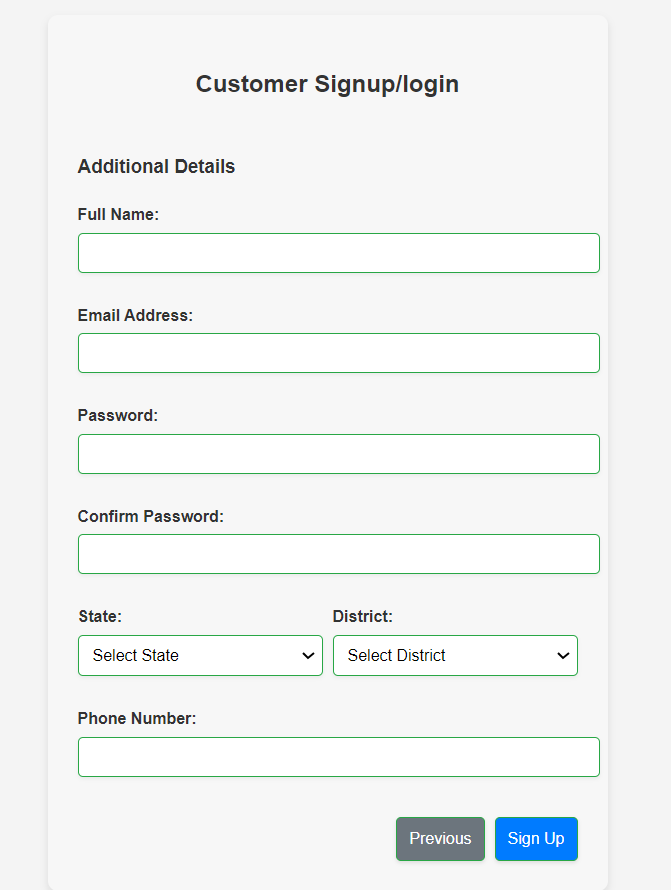 Customer Signup/login
Additional Details
Full Name:
Email Address:
Password:
Confirm Password:
State: District:
Select State Select District
Phone Number:
Previous Sign Up